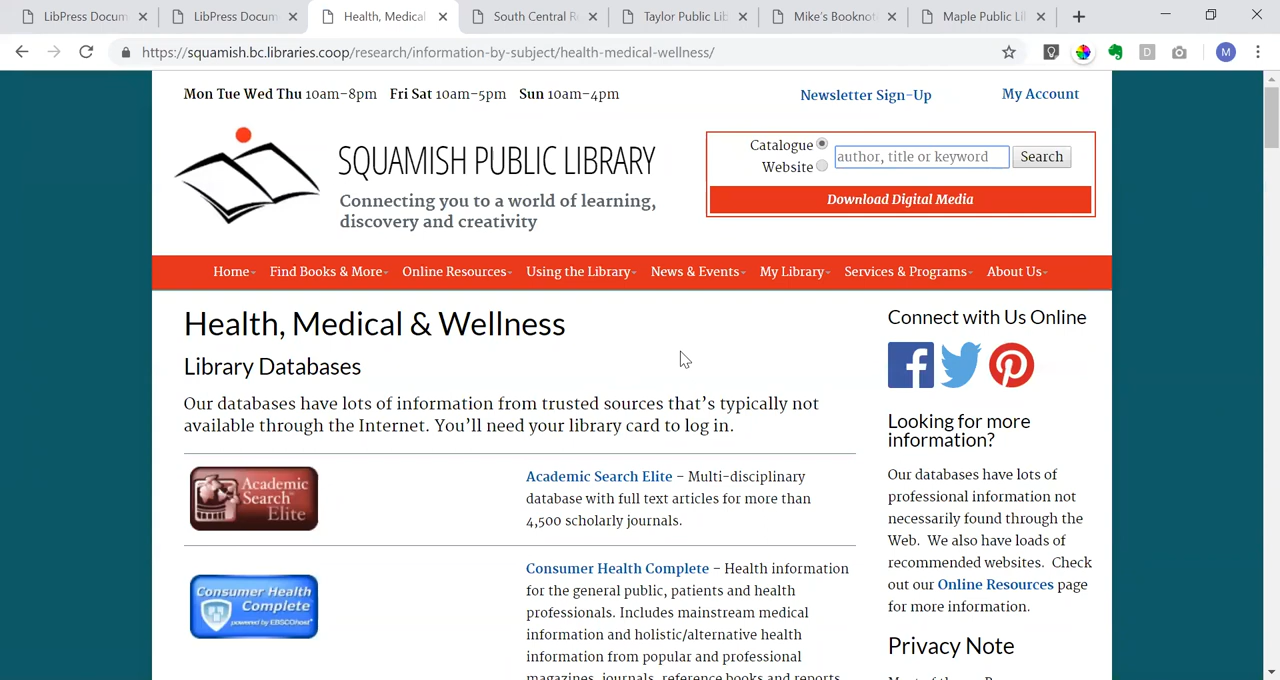 LibPress Docum
LibPress Docum
Health, Medical
South Central R
Taylor Public Lib
Mike's Booknot
Maple Public Li
https://squamish.bc.libraries.coop/research/information-by-subject/health-medical-wellness/
D
M
Mon Tue Wed Thu 10am–8pm Fri Sat 10am–5pm Sun 10am–4pm
Newsletter Sign-Up
My Account
SQUAMISH PUBLIC LIBRARY
Connecting you to a world of learning,
discovery and creativity
Catalogue
Website
author, title or keyword
Search
Download Digital Media
Home
Find Books & More
Online Resources
Using the Library
News & Events
My Library
Services & Programs
About Us
Health, Medical & Wellness
Library Databases
Our databases have lots of information from trusted sources that's typically not
available through the Internet. You'll need your library card to log in.
Academic
Search
Elite
Academic Search Elite – Multi-disciplinary
database with full text articles for more than
4,500 scholarly journals.
Consumer Health
Complete
powered by EBSCOhost
Consumer Health Complete – Health information
for the general public, patients and health
professionals. Includes mainstream medical
information and holistic/alternative health
information from popular and professional
magazines, journals, reference books and reports
Connect with Us Online
Looking for more
information?
Our databases have lots of
professional information not
necessarily found through the
Web. We also have loads of
recommended websites. Check
out our Online Resources page
for more information.
Privacy Note